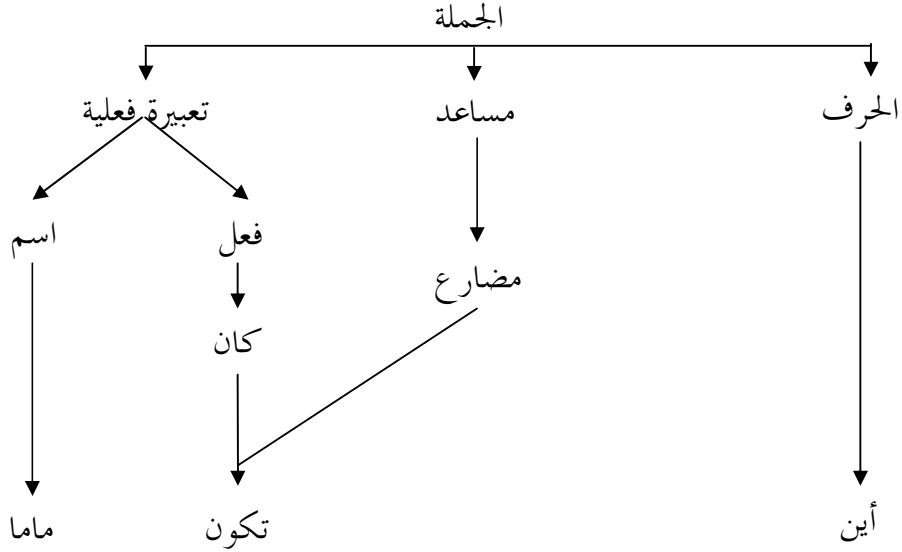 الجملة
الحرف
مساعد
تعبيرة فعلية
فعل
اسم
مضارع
كان
أين
تكون
ماما